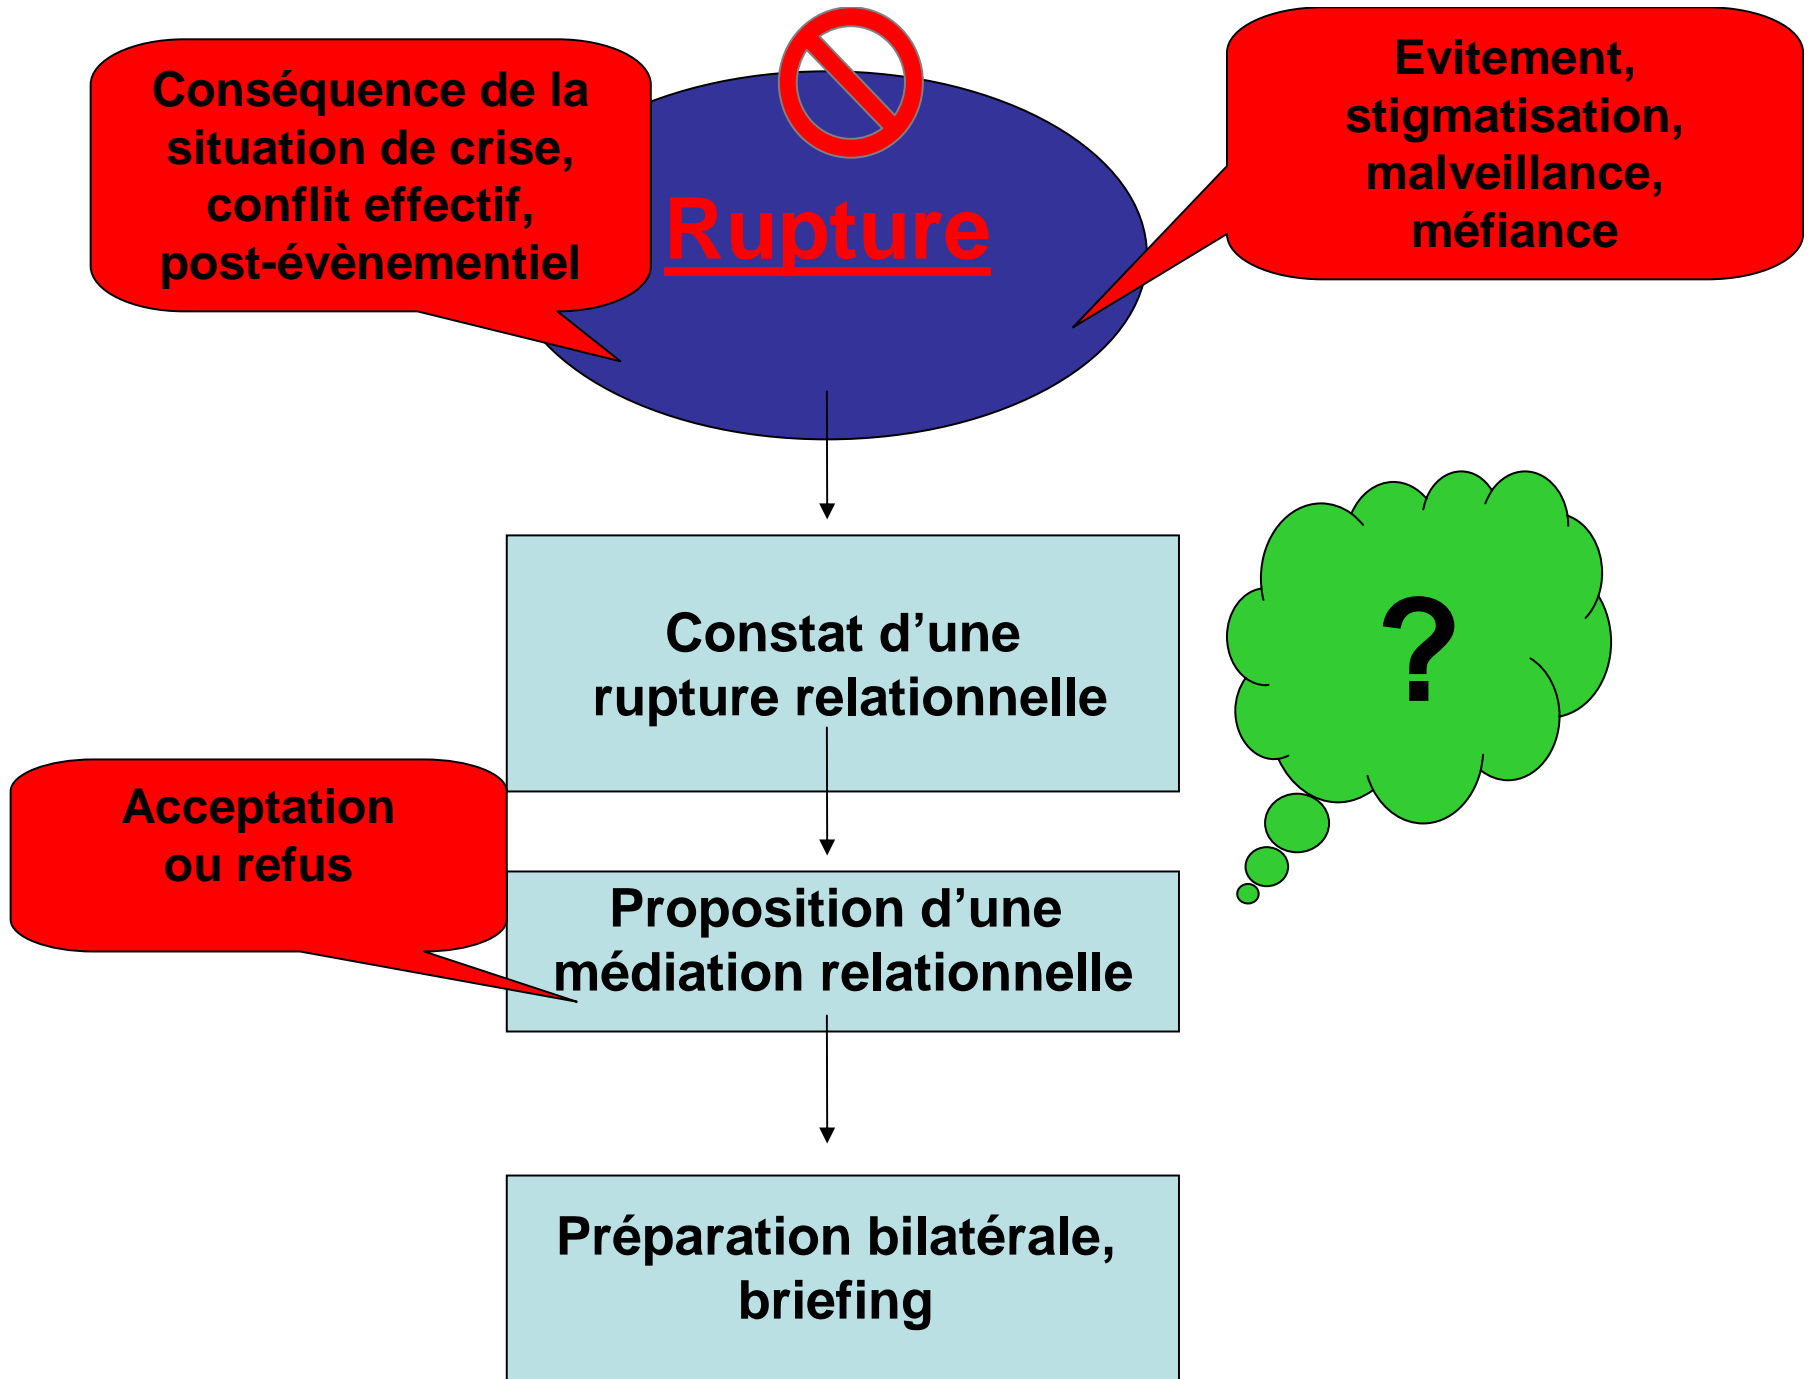 Conséquence de la
situation de crise,
conflit effectif,
post-évènementiel
Rupture
Evitement,
stigmatisation,
malveillance,
méfiance
Constat d’une
rupture relationnelle
?
Acceptation
ou refus
Proposition d’une
médiation relationnelle
Préparation bilatérale,
briefing